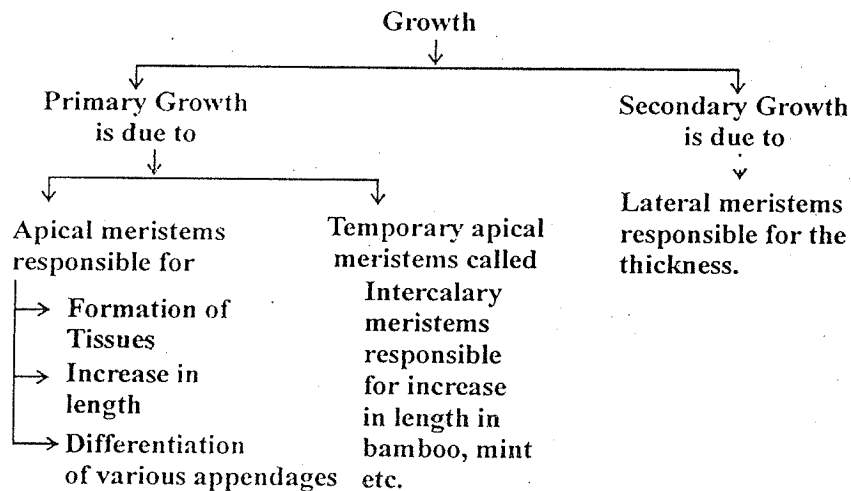 Growth
Primary Growth
is due to
Secondary Growth
is due to
Apical meristems
responsible for
Formation of
Tissues
Increase in
length
Differentiation
of various appendages
Temporary apical
meristems called
Intercalary
meristems
responsible
for increase
in length in
bamboo, mint
etc.
Lateral meristems
responsible for the
thickness.